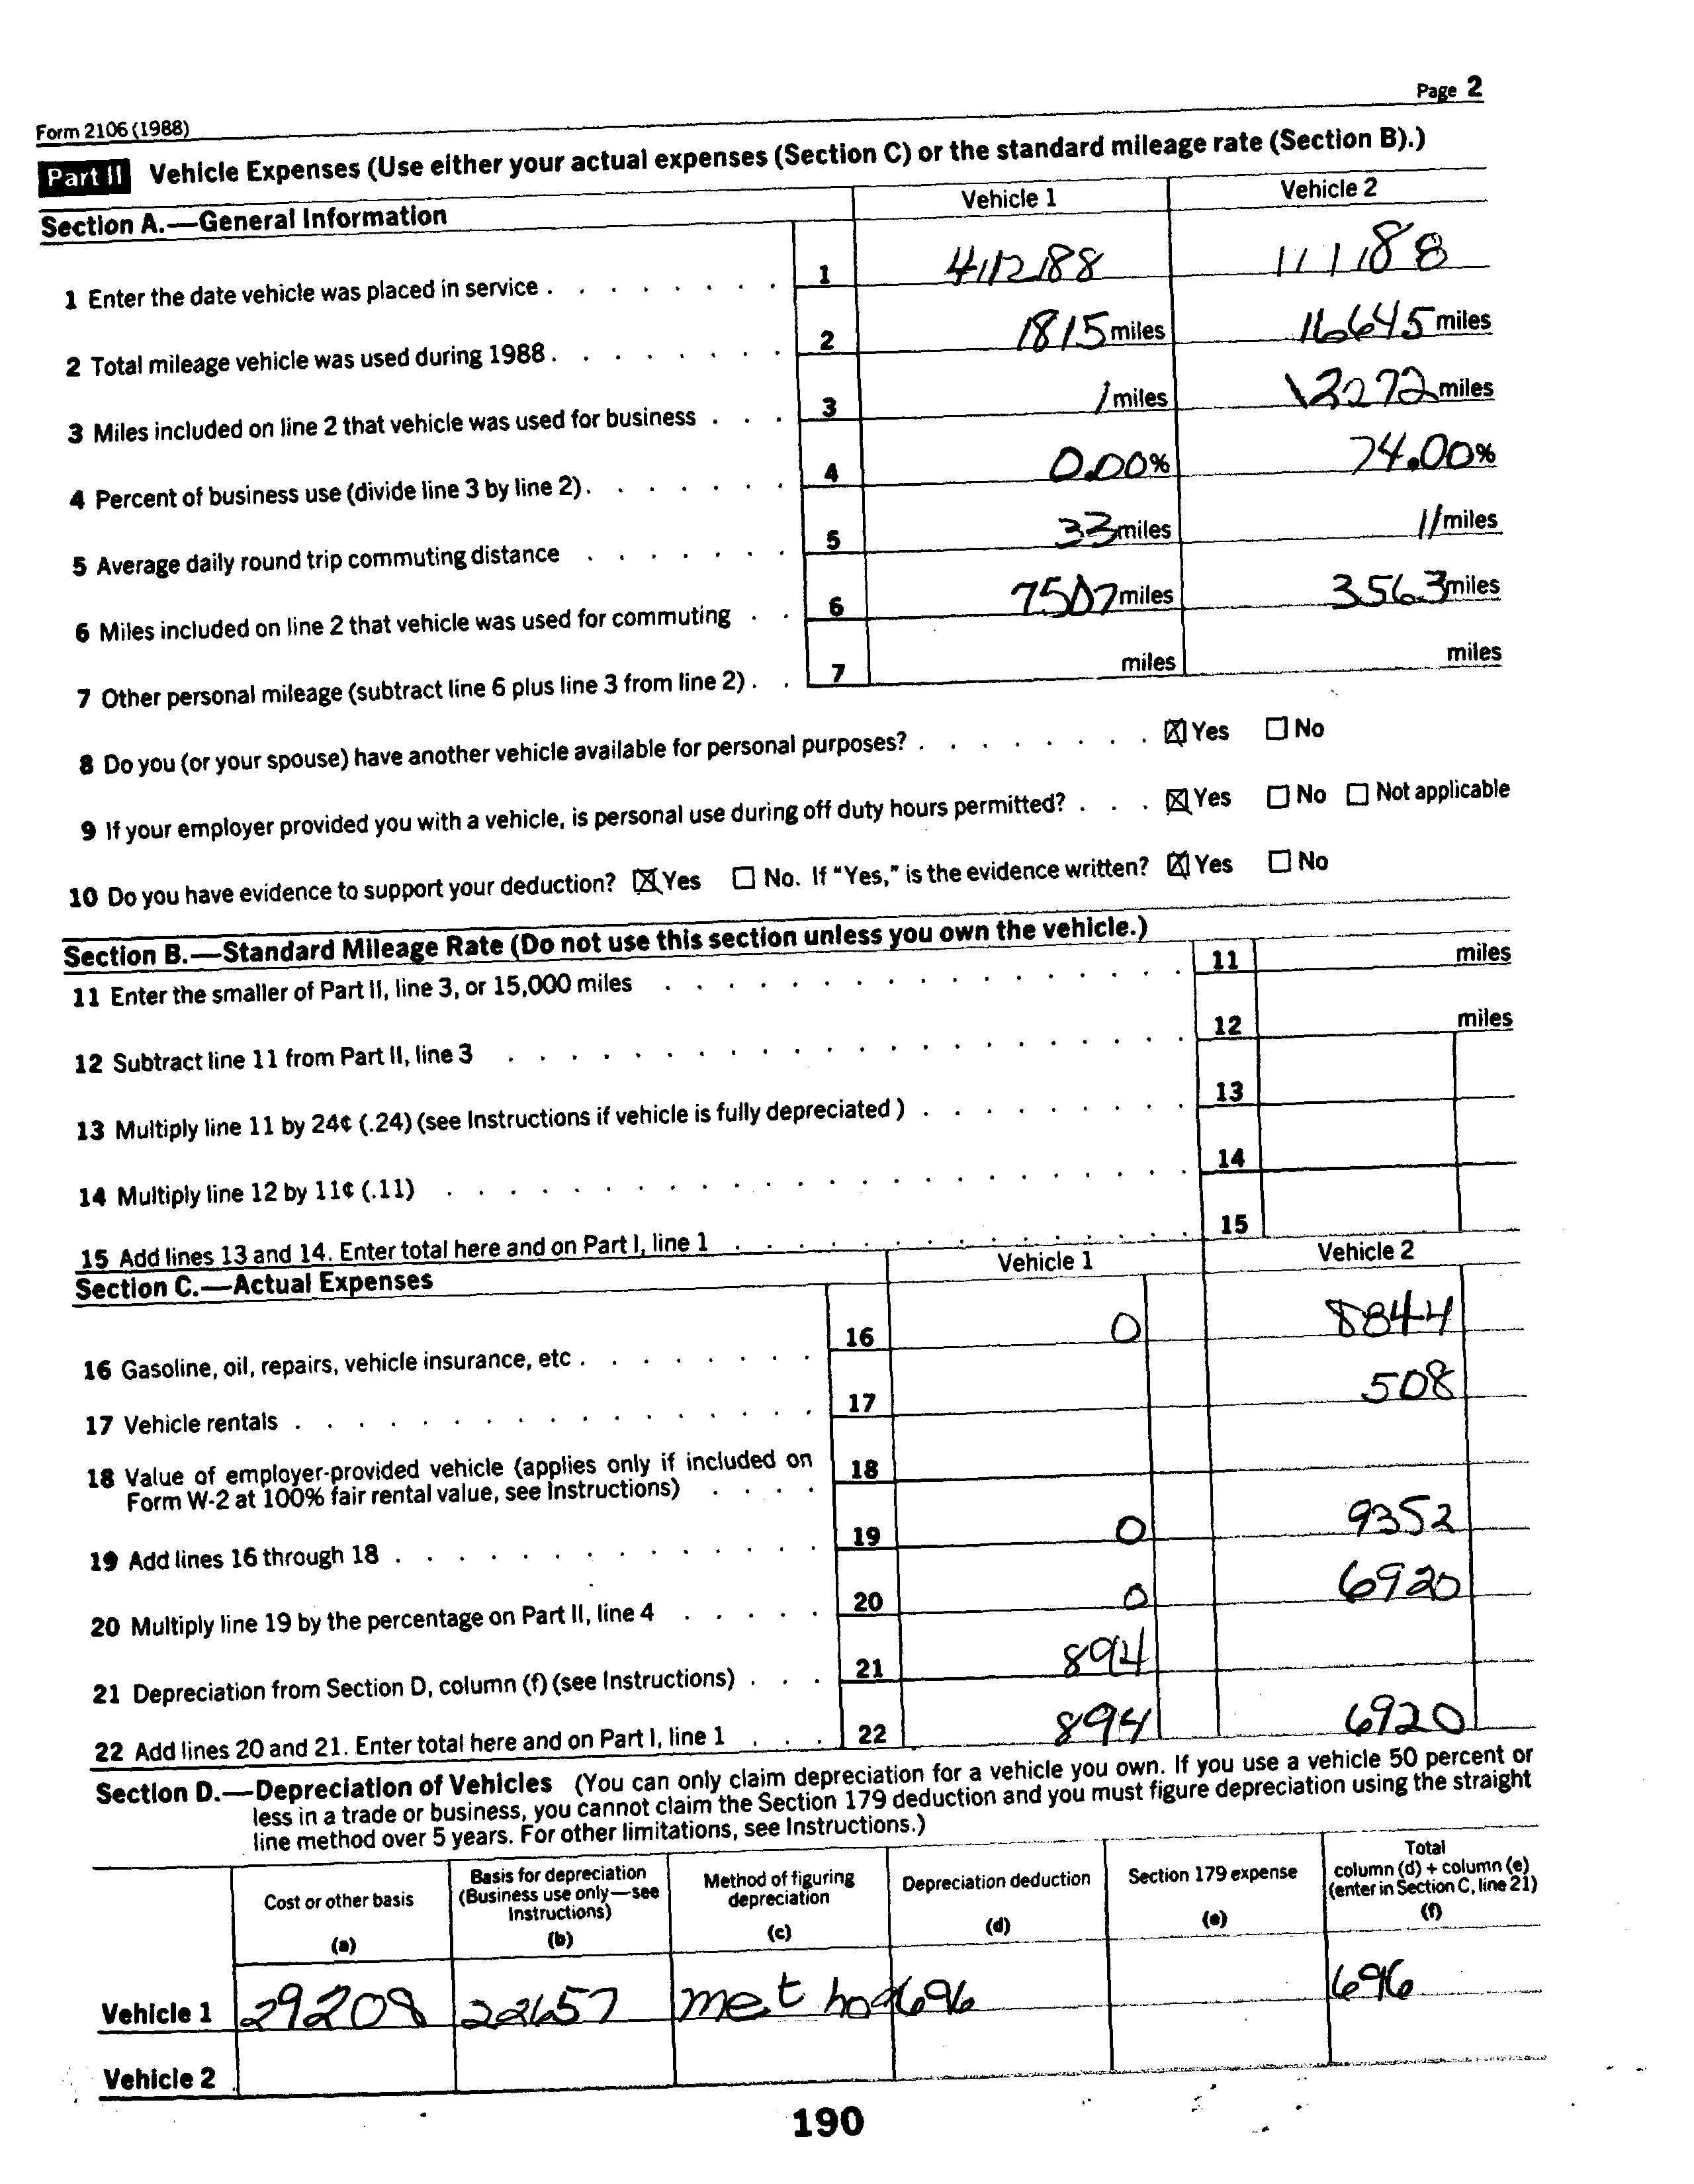 Page 2
Form 2106 (1988)
Part II Vehicle Expenses (Use either your actual expenses (Section C) or the standard mileage rate (Section B).)
Section A.—General Information Vehicle 1 Vehicle 2
1 Enter the date vehicle was placed in service . . . . . . . . 1 4/12/88 1/1/88
2 Total mileage vehicle was used during 1988 . . . . . . . . 2 1815 miles 16645 miles
3 Miles included on line 2 that vehicle was used for business . . . 3 1 miles 12272 miles
4 Percent of business use (divide line 3 by line 2) . . . . . . . 4 0.00% 74.00%
5 Average daily round trip commuting distance . . . . . . . 5 33 miles 11 miles
6 Miles included on line 2 that vehicle was used for commuting . . 6 7507 miles 3563 miles
7 Other personal mileage (subtract line 6 plus line 3 from line 2) . . 7 miles miles
8 Do you (or your spouse) have another vehicle available for personal purposes? . . . . . . . . ☒ Yes ☐ No
9 If your employer provided you with a vehicle, is personal use during off duty hours permitted? . . . ☒ Yes ☐ No ☐ Not applicable
10 Do you have evidence to support your deduction? ☒ Yes ☐ No. If "Yes," is the evidence written? ☒ Yes ☐ No
Section B.—Standard Mileage Rate (Do not use this section unless you own the vehicle.)
11 Enter the smaller of Part II, line 3, or 15,000 miles . . . . . . . . . . . . . . . . . 11 miles
12 Subtract line 11 from Part II, line 3 . . . . . . . . . . . . . . . . . . . . . . 12 miles
13 Multiply line 11 by 24¢ (.24) (see Instructions if vehicle is fully depreciated) . . . . . . . . . 13
14 Multiply line 12 by 11¢ (.11) . . . . . . . . . . . . . . . . . . . . . . . . 14
15 Add lines 13 and 14. Enter total here and on Part I, line 1 . . . . . . . . . . . . . . . 15
Section C.—Actual Expenses Vehicle 1 Vehicle 2
16 Gasoline, oil, repairs, vehicle insurance, etc . . . . . . . . 16 0 8844
17 Vehicle rentals . . . . . . . . . . . . . . . . . 17 508
18 Value of employer-provided vehicle (applies only if included on 18
Form W-2 at 100% fair rental value, see Instructions) . . . .
19 Add lines 16 through 18 . . . . . . . . . . . . . . 19 0 9352
20 Multiply line 19 by the percentage on Part II, line 4 . . . . . 20 0 6920
21 Depreciation from Section D, column (f) (see Instructions) . . . 21 894
22 Add lines 20 and 21. Enter total here and on Part I, line 1 . . . 22 894 6920
Section D.—Depreciation of Vehicles (You can only claim depreciation for a vehicle you own. If you use a vehicle 50 percent or
less in a trade or business, you cannot claim the Section 179 deduction and you must figure depreciation using the straight
line method over 5 years. For other limitations, see Instructions.)
Cost or other basis
(a)
Basis for depreciation
(Business use only—see
Instructions)
(b)
Method of figuring
depreciation
(c)
Depreciation deduction
(d)
Section 179 expense
(e)
Total
column (d) + column (e)
(enter in Section C, line 21)
(f)
Vehicle 1 29208 22657 method 696 696
Vehicle 2
190